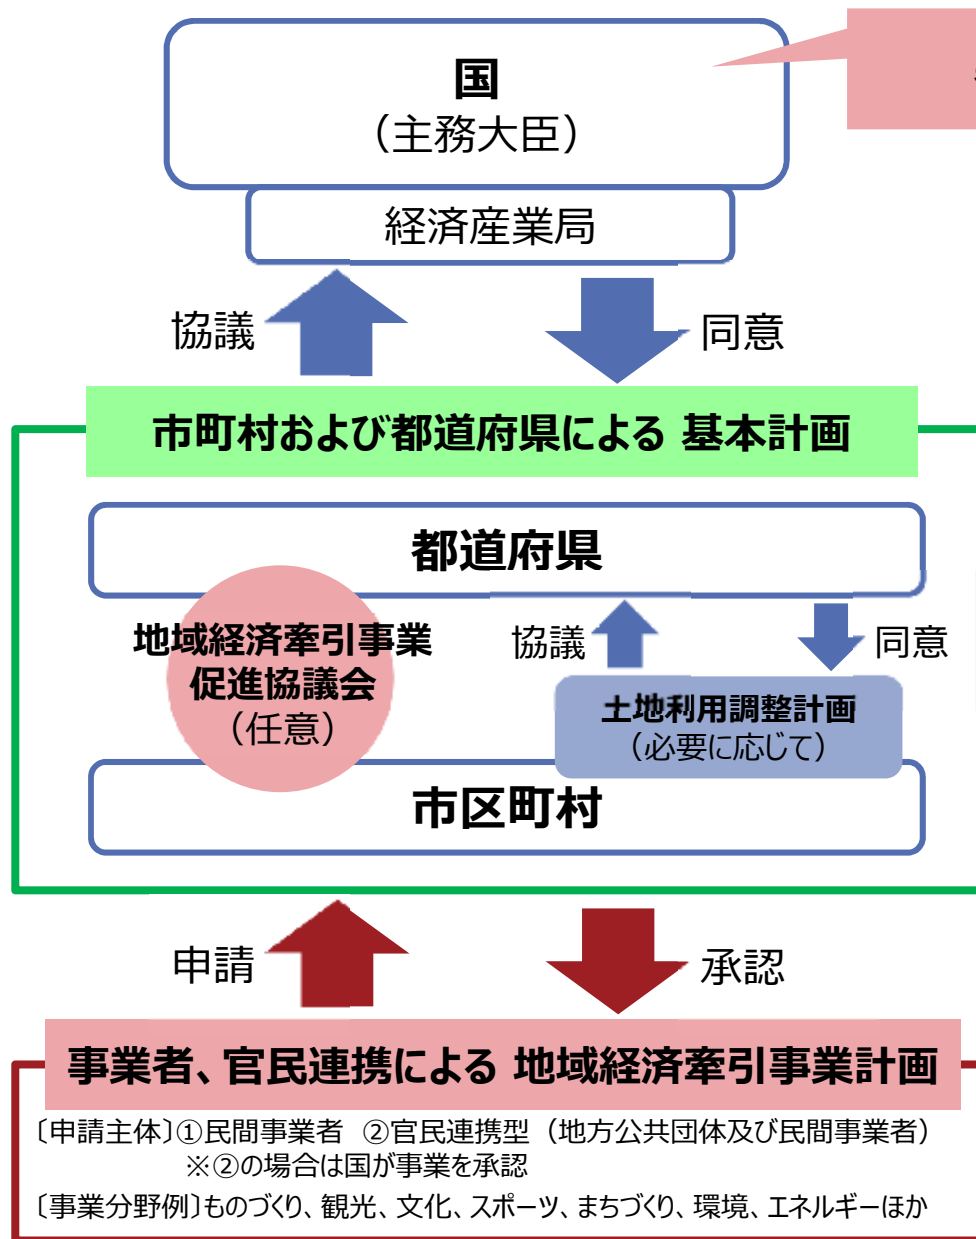 国
（主務大臣）
経済産業局
協議
同意
市町村および都道府県による 基本計画
都道府県
地域経済牽引事業
促進協議会
（任意）
協議
同意
土地利用調整計画
（必要に応じて）
市区町村
申請
承認
事業者、官民連携による 地域経済牽引事業計画
〔申請主体〕①民間事業者　②官民連携型（地方公共団体及び民間事業者）
※②の場合は国が事業を承認
〔事業分野例〕ものづくり、観光、文化、スポーツ、まちづくり、環境、エネルギーほか